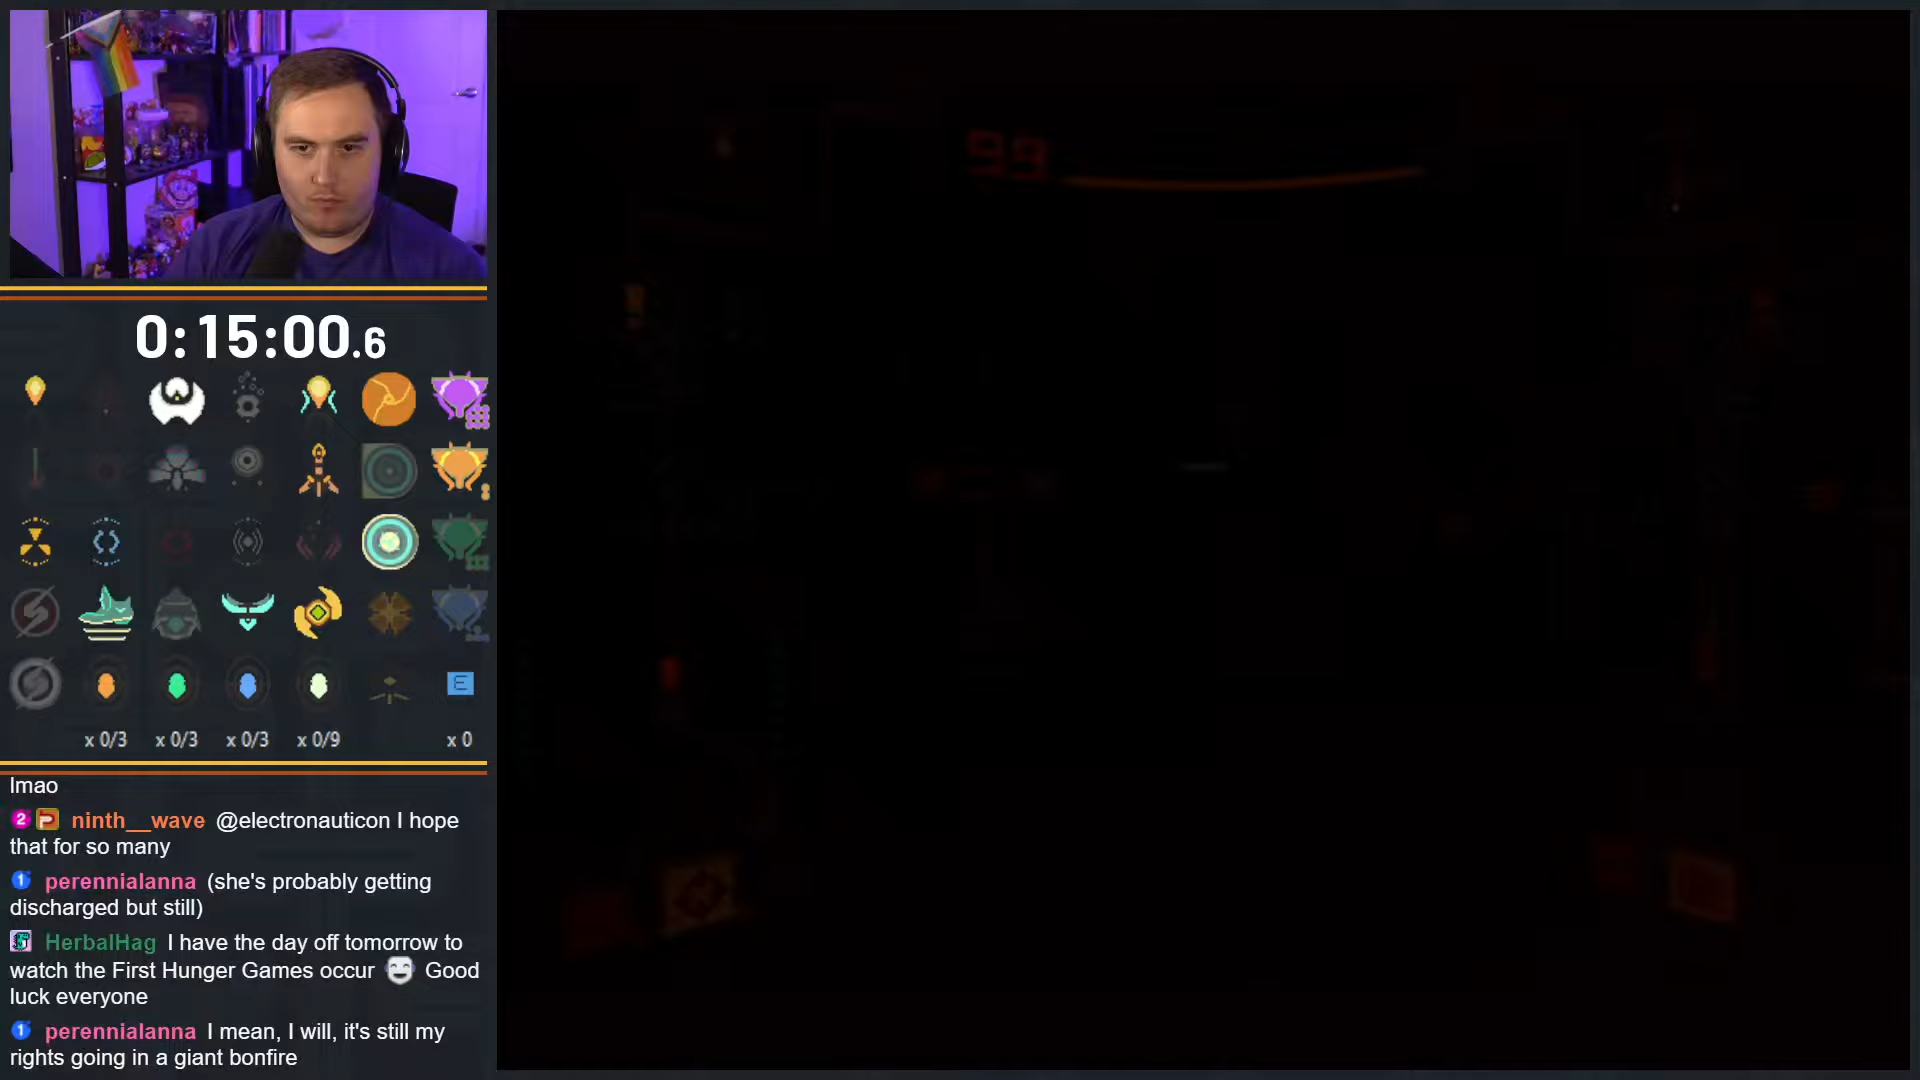 0:15:00.6
x 0/3
x 0/3
x 0/3
x 0/9
x 0
E
99
lmao
ninth__wave @electronauticon I hope
that for so many
perennialanna (she's probably getting
discharged but still)
HerbalHag I have the day off tomorrow to
watch the First Hunger Games occur Good
luck everyone
perennialanna I mean, I will, it's still my
rights going in a giant bonfire